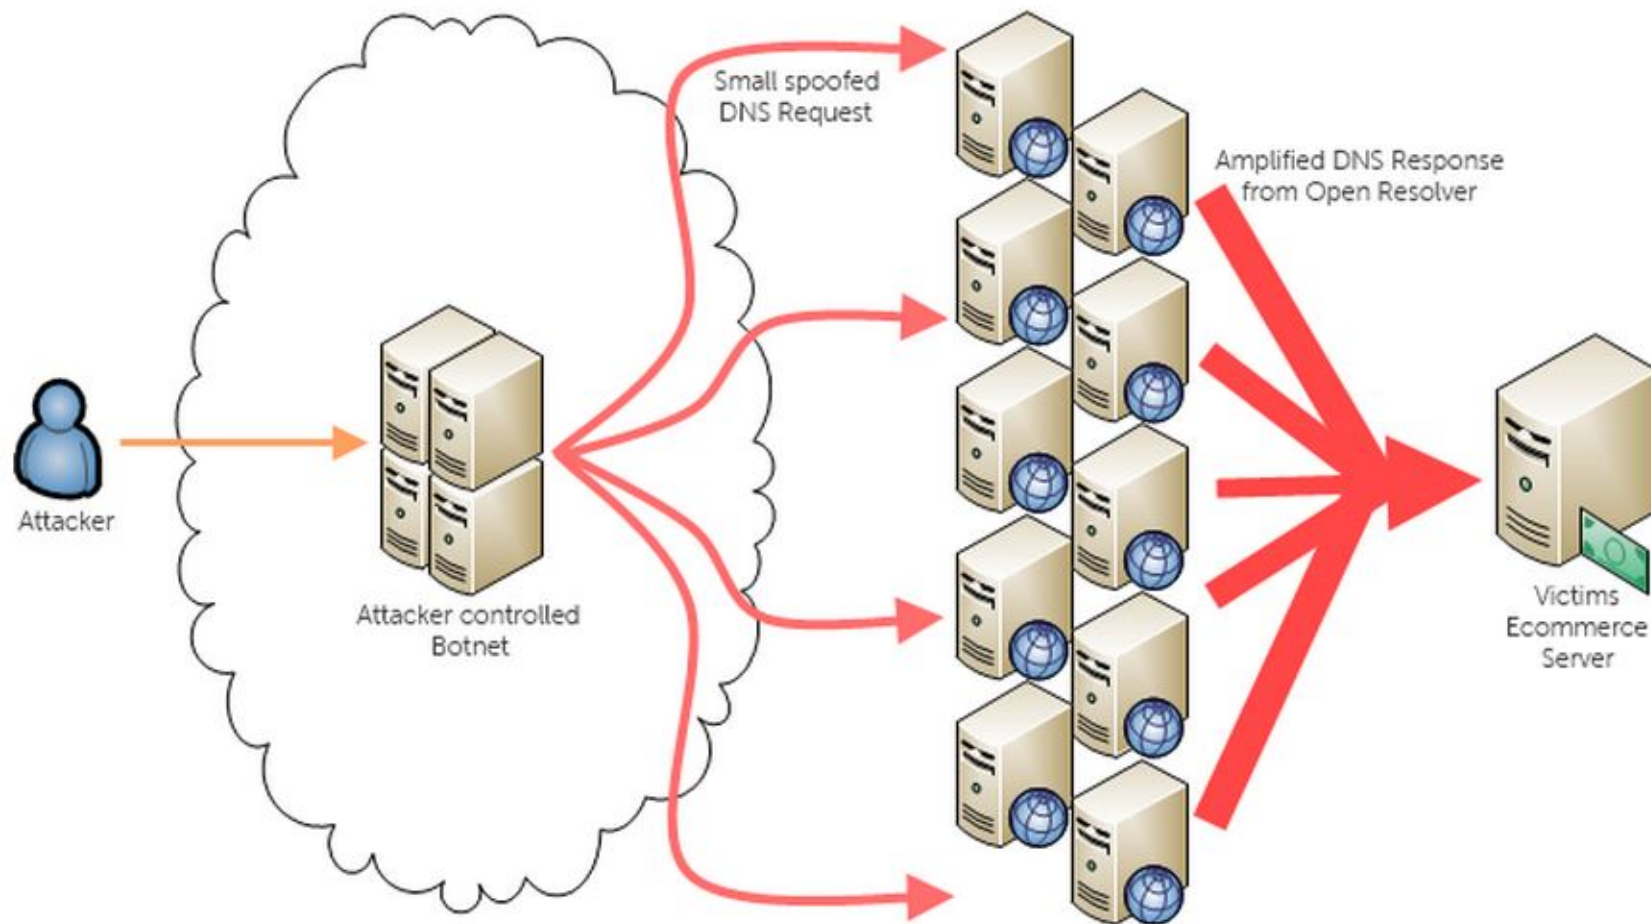 Small spoofed
DNS Request
Amplified DNS Response
from Open Resolver
Attacker
Attacker controlled
Botnet
Victims
Ecommerce
Server